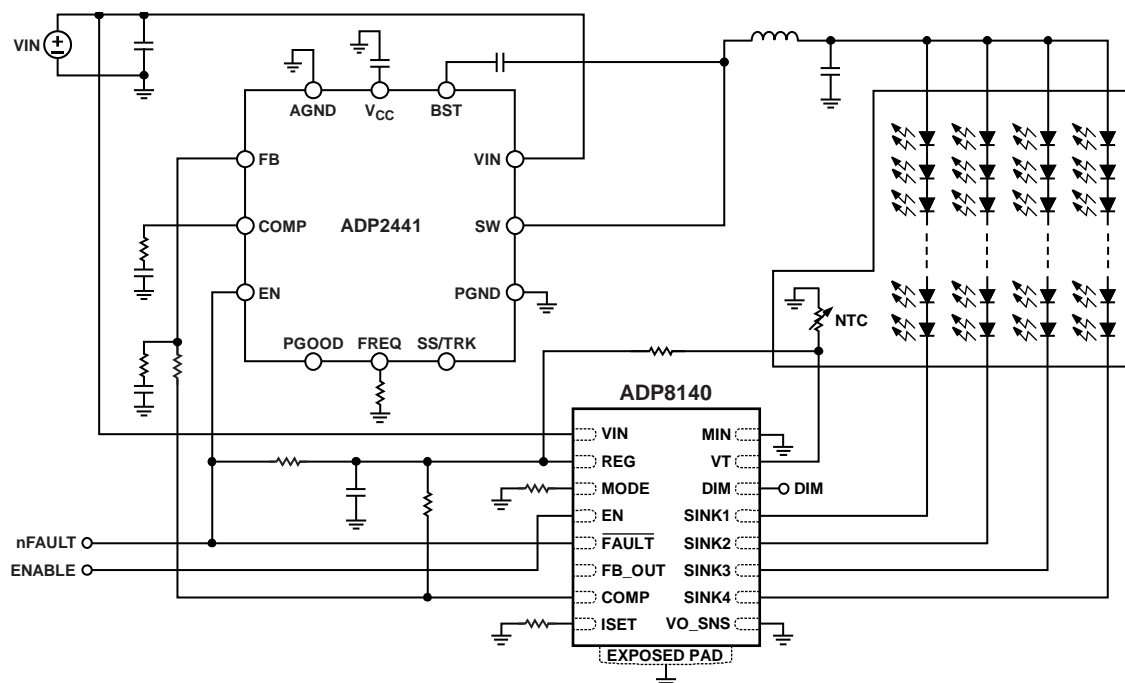 VIN
AGND
VCC
BST
FB
VIN
COMP
ADP2441
SW
EN
PGND
PGOOD
FREQ
SS/TRK
NTC
ADP8140
VIN
MIN
REG
VT
MODE
DIM
DIM
EN
SINK1
nFAULT
FAULT
SINK2
ENABLE
FB_OUT
SINK3
COMP
SINK4
ISET
VO_SNS
EXPOSED PAD